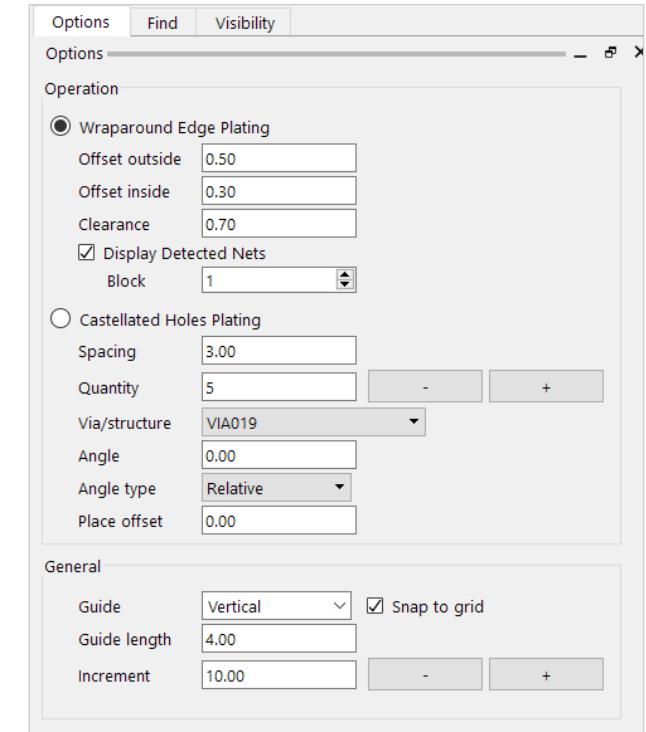 Options Find Visibility
Options
Operation
Wraparound Edge Plating
Offset outside 0.50
Offset inside 0.30
Clearance 0.70
Display Detected Nets
Block 1
Castellated Holes Plating
Spacing 3.00
Quantity 5 - +
Via/structure VIA019
Angle 0.00
Angle type Relative
Place offset 0.00
General
Guide Vertical Snap to grid
Guide length 4.00
Increment 10.00 - +